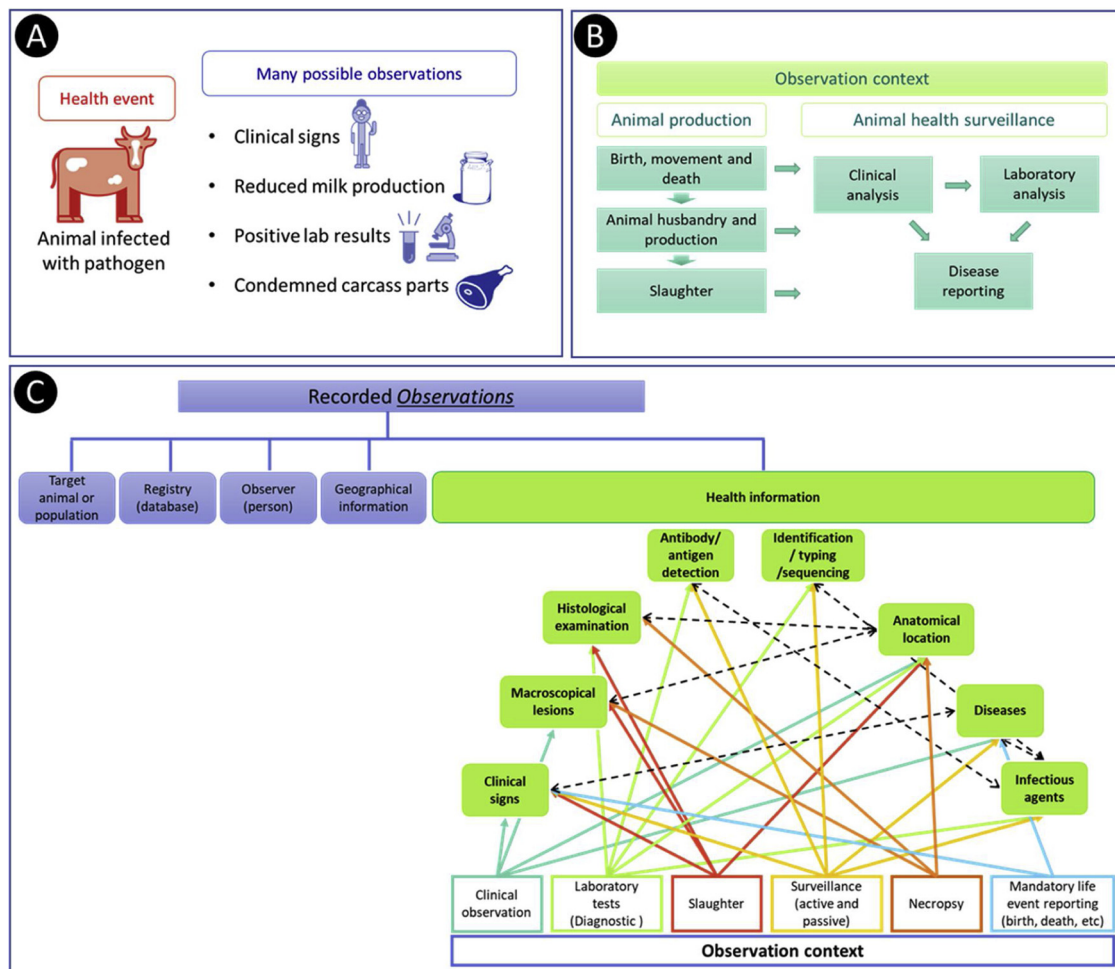 A
Health event
Animal infected
with pathogen
Many possible observations
• Clinical signs
• Reduced milk production
• Positive lab results
• Condemned carcass parts
B
Observation context
Animal production
Animal health surveillance
Birth, movement and
death
Animal husbandry and
production
Slaughter
Clinical
analysis
Laboratory
analysis
Disease
reporting
C
Recorded Observations
Target
animal or
population
Registry
(database)
Observer
(person)
Geographical
information
Health information
Antibody/
antigen
detection
Identification
/ typing
/sequencing
Histological
examination
Anatomical
location
Macroscopical
lesions
Diseases
Clinical
signs
Infectious
agents
Clinical
observation
Laboratory
tests
(Diagnostic )
Slaughter
Surveillance
(active and
passive)
Necropsy
Mandatory life
event reporting
(birth, death, etc)
Observation context